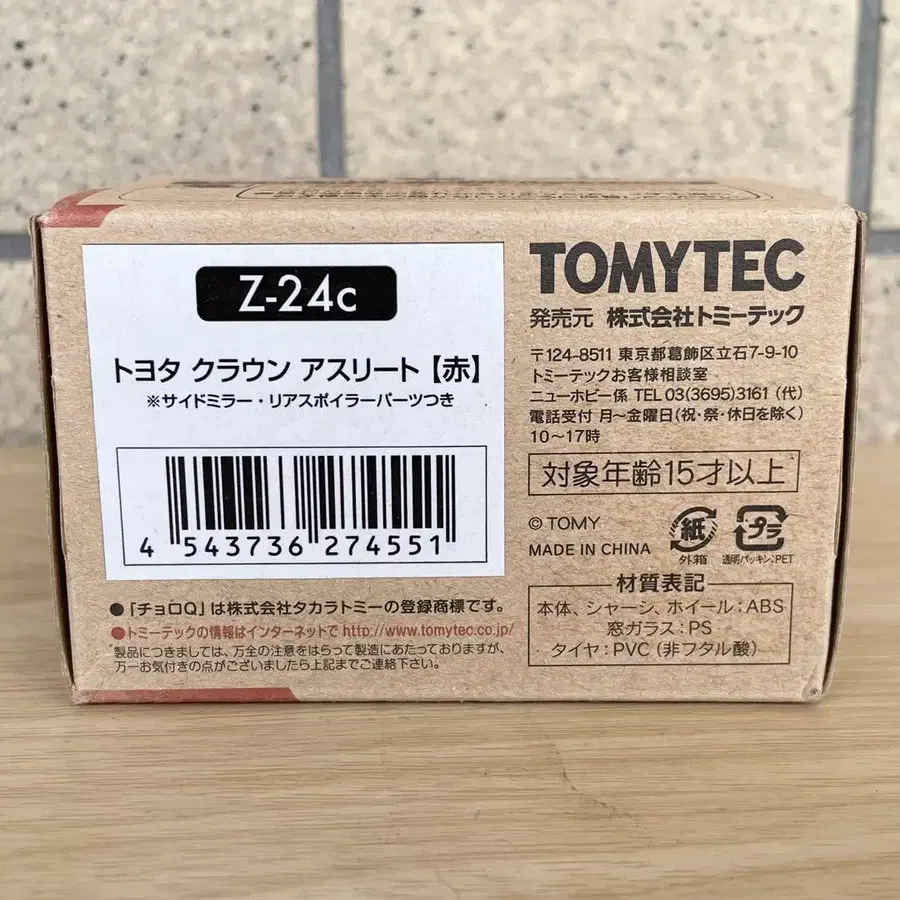 Z-24c
トヨタ クラウン アスリート【赤】
※サイドミラー・リアスポイラーパーツつき
4 543736 274551
●「チョロQ」は株式会社タカラトミーの登録商標です。
●トミーテックの情報はインターネットで http://www.tomytec.co.jp/
製品につきましては、万全の注意をはらって製造にあたっておりますが、
万一お気付きの点がございましたら上記までご連絡下さい。
TOMYTEC
発売元 株式会社トミーテック
〒124-8511 東京都葛飾区立石7-9-10
トミーテックお客様相談室
ニューホビー係 TEL 03(3695)3161（代）
電話受付 月〜金曜日(祝・祭・休日を除く)
10〜17時
対象年齢15才以上
© TOMY
MADE IN CHINA
紙
外箱
プラ
透明パッキン:PET
材質表記
本体、シャーシ、ホイール:ABS
窓ガラス:PS
タイヤ:PVC (非フタル酸)